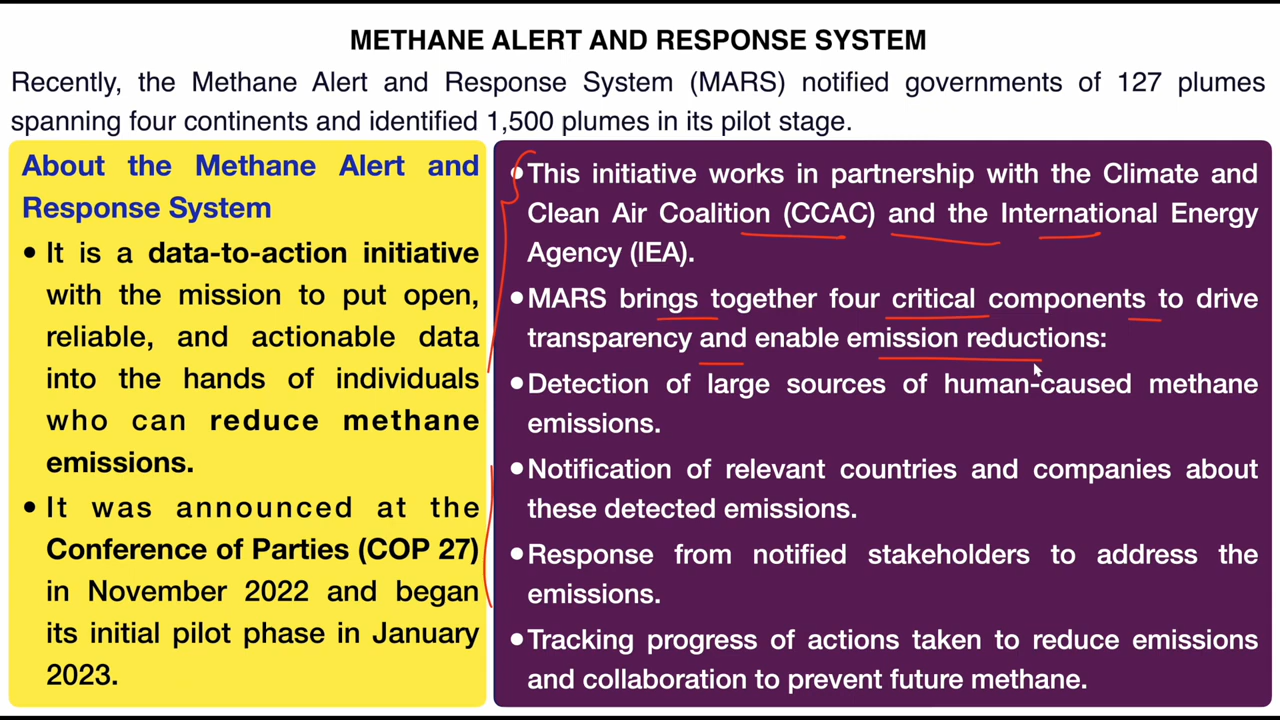 METHANE ALERT AND RESPONSE SYSTEM
Recently, the Methane Alert and Response System (MARS) notified governments of 127 plumes
spanning four continents and identified 1,500 plumes in its pilot stage.
About the Methane Alert and
Response System
• It is a data-to-action initiative
with the mission to put open,
reliable, and actionable data
into the hands of individuals
who can reduce methane
emissions.
• It was announced at the
Conference of Parties (COP 27)
in November 2022 and began
its initial pilot phase in January
2023.
• This initiative works in partnership with the Climate and
Clean Air Coalition (CCAC) and the International Energy
Agency (IEA).
• MARS brings together four critical components to drive
transparency and enable emission reductions:
• Detection of large sources of human-caused methane
emissions.
• Notification of relevant countries and companies about
these detected emissions.
• Response from notified stakeholders to address the
emissions.
• Tracking progress of actions taken to reduce emissions
and collaboration to prevent future methane.